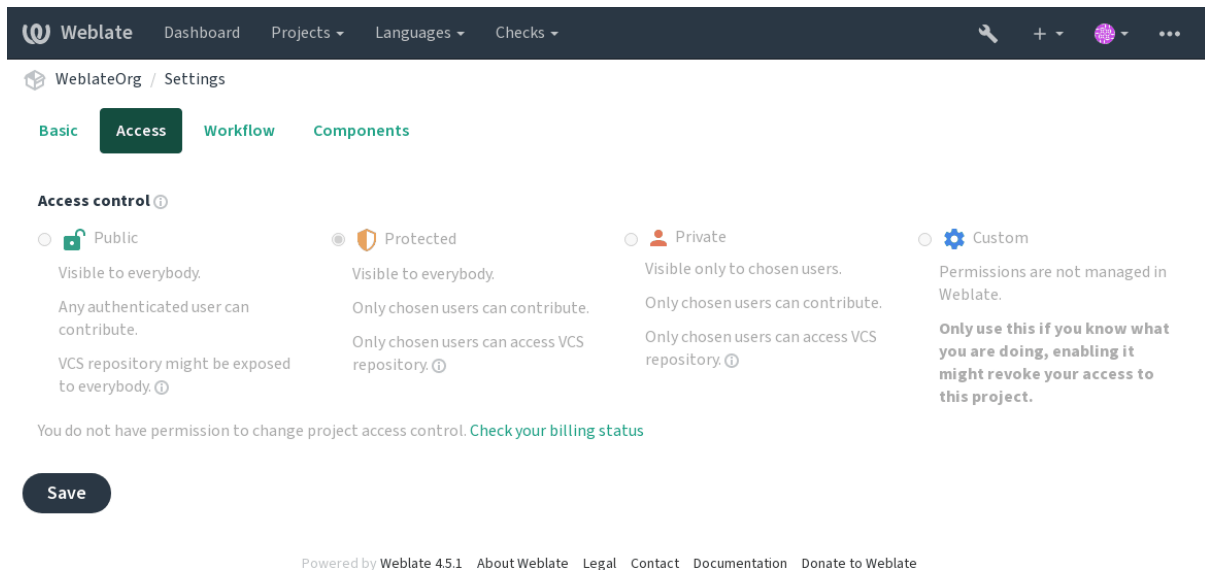 Weblate Dashboard Projects Languages Checks
WeblateOrg / Settings
Basic Access Workflow Components
Access control
Public
Visible to everybody.
Any authenticated user can
contribute.
VCS repository might be exposed
to everybody.
Protected
Visible to everybody.
Only chosen users can contribute.
Only chosen users can access VCS
repository.
Private
Visible only to chosen users.
Only chosen users can contribute.
Only chosen users can access VCS
repository.
Custom
Permissions are not managed in
Weblate.
Only use this if you know what
you are doing, enabling it
might revoke your access to
this project.
You do not have permission to change project access control. Check your billing status
Save
Powered by Weblate 4.5.1 About Weblate Legal Contact Documentation Donate to Weblate